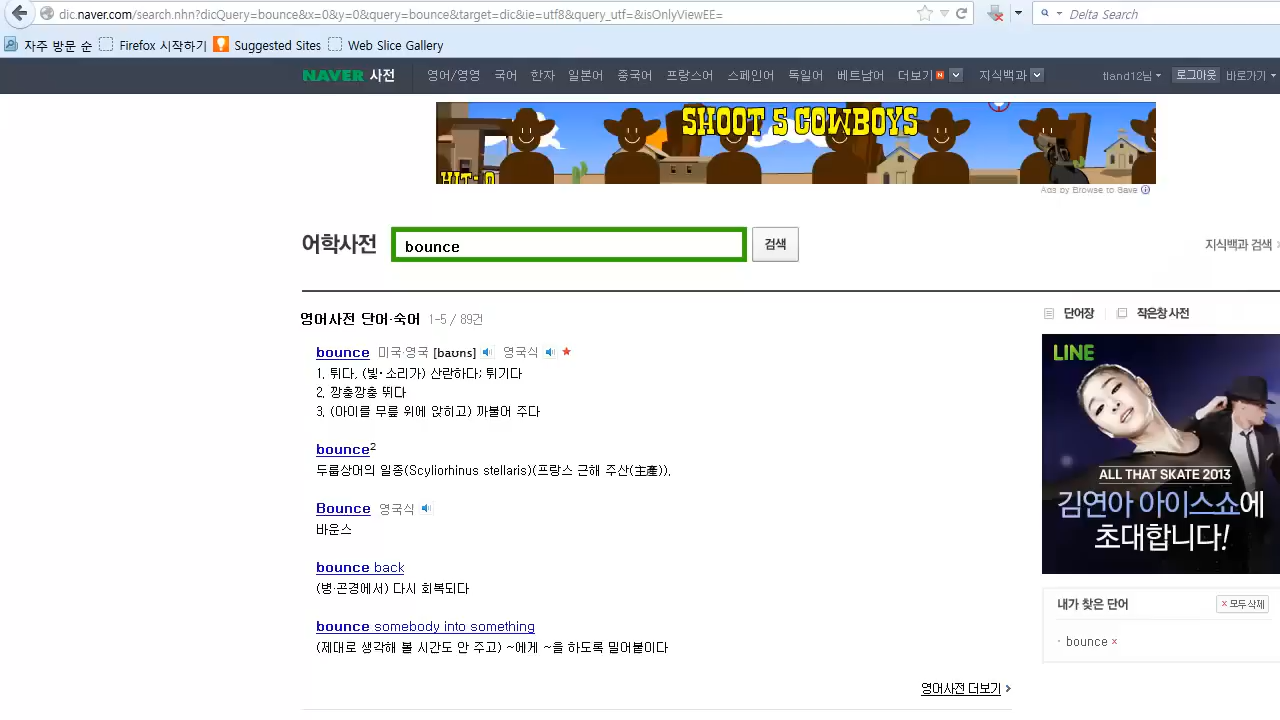 dic.naver.com/search.nhn?dicQuery=bounce&x=0&y=0&query=bounce&target=dic&ie=utf8&query_utf=&isOnlyViewEE=
Delta Search
자주 방문 순 Firefox 시작하기 Suggested Sites Web Slice Gallery
NAVER 사전 영어/영영 국어 한자 일본어 중국어 프랑스어 스페인어 독일어 베트남어 더보기 N 지식백과 tland12님 로그아웃 바로가기
SHOOT 5 COWBOYS
HIT: 0
Ads by Browse to Save
어학사전 bounce 검색 지식백과 검색
영어사전 단어·숙어 1-5 / 89건
bounce 미국·영국 [baʊns] 영국식
1. 튀다, (빛·소리가) 산란하다; 튀기다
2. 깡충깡충 뛰다
3. (아이를 무릎 위에 앉히고) 까불어 주다
bounce2
두툽상어의 일종(Scyliorhinus stellaris)(프랑스 근해 주산(主産)).
Bounce 영국식
바운스
bounce back
(병·곤경에서) 다시 회복되다
bounce somebody into something
(제대로 생각해 볼 시간도 안 주고) ~에게 ~을 하도록 밀어붙이다
영어사전 더보기
단어장 작은창 사전
LINE
ALL THAT SKATE 2013
김연아 아이스쇼에
초대합니다!
내가 찾은 단어 × 모두삭제
· bounce ×